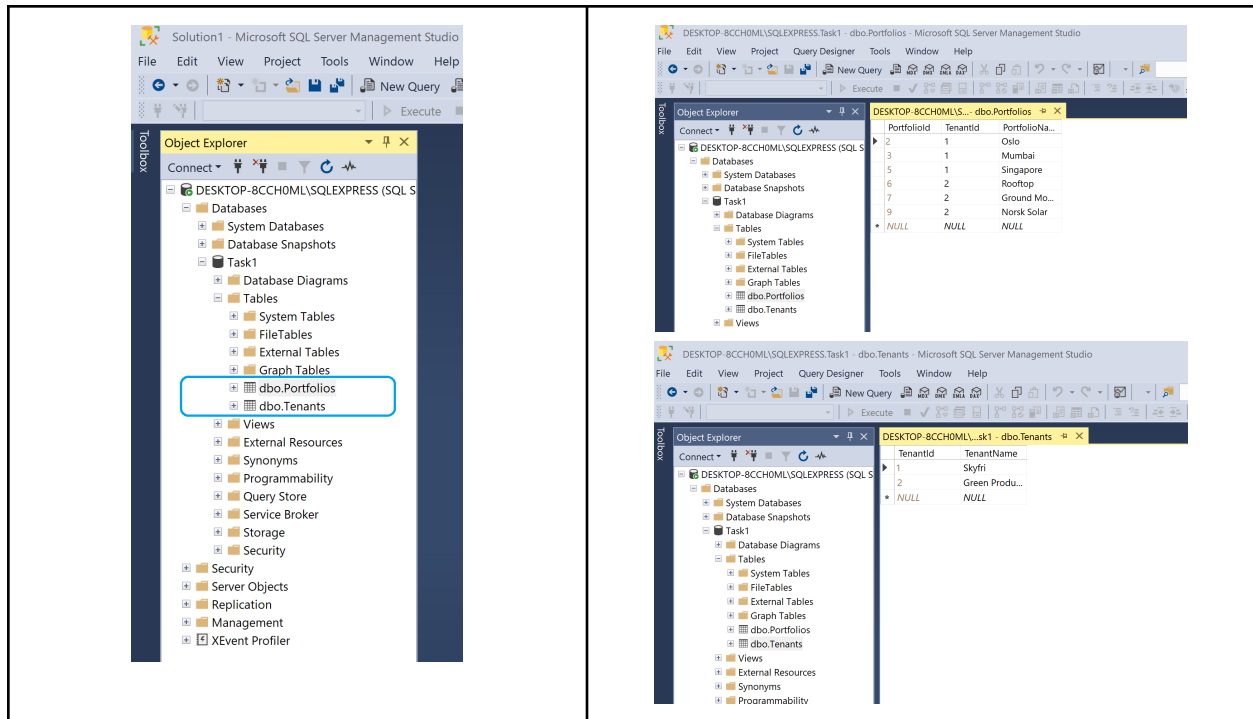 Solution1 - Microsoft SQL Server Management Studio
File Edit View Project Tools Window Help
New Query
Execute
Toolbox
Object Explorer
Connect
DESKTOP-8CCH0ML\SQLEXPRESS (SQL S
Databases
System Databases
Database Snapshots
Task1
Database Diagrams
Tables
System Tables
FileTables
External Tables
Graph Tables
dbo.Portfolios
dbo.Tenants
Views
External Resources
Synonyms
Programmability
Query Store
Service Broker
Storage
Security
Security
Server Objects
Replication
Management
XEvent Profiler
DESKTOP-8CCH0ML\SQLEXPRESS.Task1 - dbo.Portfolios - Microsoft SQL Server Management Studio
File Edit View Project Query Designer Tools Window Help
New Query MDX DMX XMLA DAX
Execute
Toolbox
Object Explorer
Connect
DESKTOP-8CCH0ML\SQLEXPRESS (SQL S
Databases
System Databases
Database Snapshots
Task1
Database Diagrams
Tables
System Tables
FileTables
External Tables
Graph Tables
dbo.Portfolios
dbo.Tenants
Views
DESKTOP-8CCH0ML\S... - dbo.Portfolios
PortfolioId TenantId PortfolioNa...
2 1 Oslo
3 1 Mumbai
5 1 Singapore
6 2 Rooftop
7 2 Ground Mo...
9 2 Norsk Solar
* NULL NULL NULL
DESKTOP-8CCH0ML\SQLEXPRESS.Task1 - dbo.Tenants - Microsoft SQL Server Management Studio
File Edit View Project Query Designer Tools Window Help
New Query MDX DMX XMLA DAX
Execute
Toolbox
Object Explorer
Connect
DESKTOP-8CCH0ML\SQLEXPRESS (SQL S
Databases
System Databases
Database Snapshots
Task1
Database Diagrams
Tables
System Tables
FileTables
External Tables
Graph Tables
dbo.Portfolios
dbo.Tenants
Views
External Resources
Synonyms
Programmability
DESKTOP-8CCH0ML\...sk1 - dbo.Tenants
TenantId TenantName
1 Skyfri
2 Green Produ...
* NULL NULL